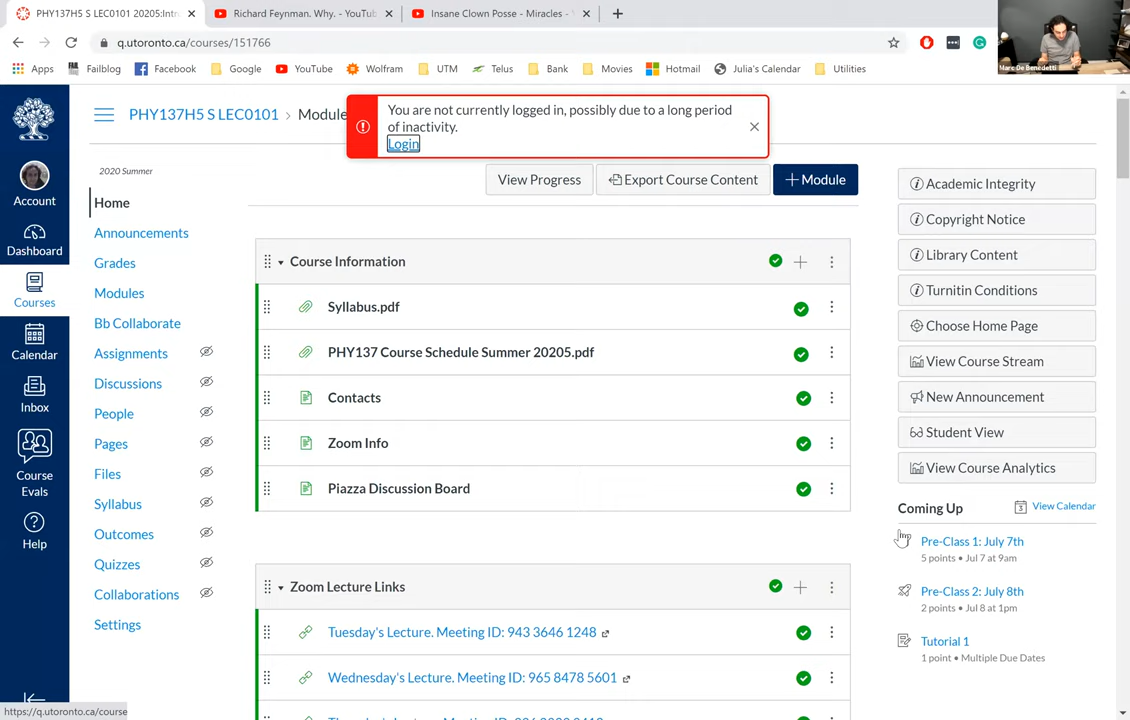 PHY137H5 S LEC0101 20205:Intr
Richard Feynman. Why. - YouTub
Insane Clown Posse - Miracles -
q.utoronto.ca/courses/151766
Apps
Failblog
Facebook
Google
YouTube
Wolfram
UTM
Telus
Bank
Movies
Hotmail
Julia's Calendar
Utilities
Marc De Benedetti
PHY137H5 S LEC0101 › Module
You are not currently logged in, possibly due to a long period
of inactivity.
Login
2020 Summer
View Progress
Export Course Content
+ Module
Account
Dashboard
Courses
Calendar
Inbox
Course
Evals
Help
Home
Announcements
Grades
Modules
Bb Collaborate
Assignments
Discussions
People
Pages
Files
Syllabus
Outcomes
Quizzes
Collaborations
Settings
Course Information
Syllabus.pdf
PHY137 Course Schedule Summer 20205.pdf
Contacts
Zoom Info
Piazza Discussion Board
Zoom Lecture Links
Tuesday's Lecture. Meeting ID: 943 3646 1248
Wednesday's Lecture. Meeting ID: 965 8478 5601
Academic Integrity
Copyright Notice
Library Content
Turnitin Conditions
Choose Home Page
View Course Stream
New Announcement
Student View
View Course Analytics
Coming Up
3 View Calendar
Pre-Class 1: July 7th
5 points • Jul 7 at 9am
Pre-Class 2: July 8th
2 points • Jul 8 at 1pm
Tutorial 1
1 point • Multiple Due Dates
https://q.utoronto.ca/course